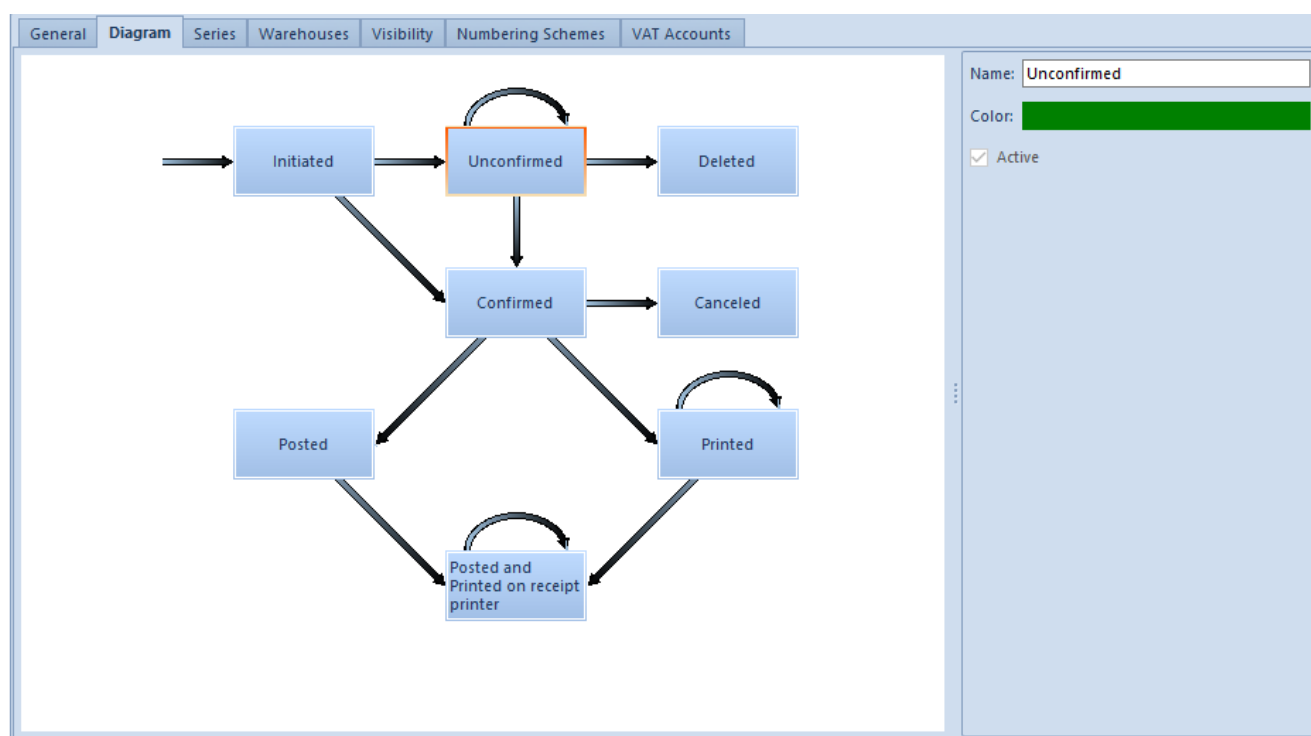 General Diagram Series Warehouses Visibility Numbering Schemes VAT Accounts
Name: Unconfirmed
Color:
Active
Initiated Unconfirmed Deleted
Confirmed Canceled
Posted Printed
Posted and
Printed on receipt
printer